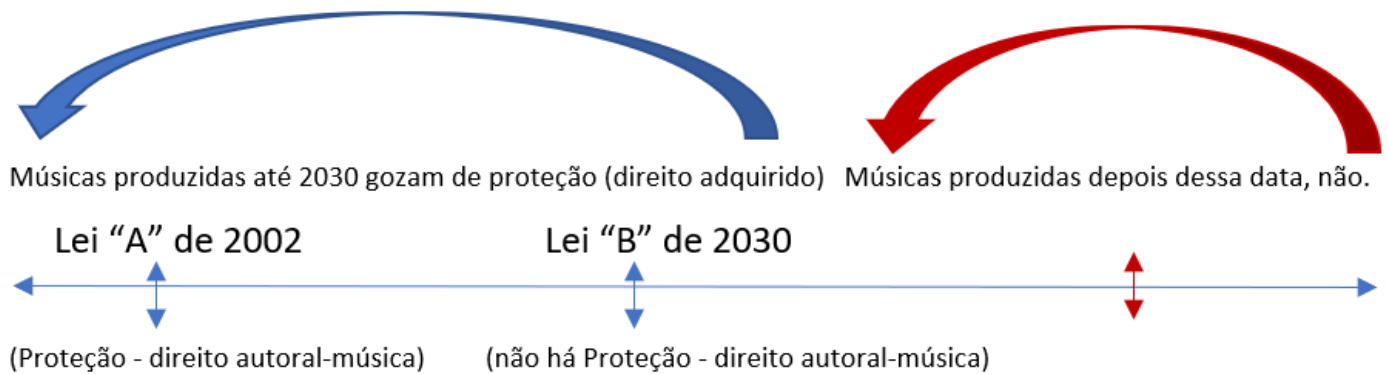 Músicas produzidas até 2030 gozam de proteção (direito adquirido) Músicas produzidas depois dessa data, não.
Lei “A” de 2002 Lei “B” de 2030
(Proteção - direito autoral-música) (não há Proteção - direito autoral-música)